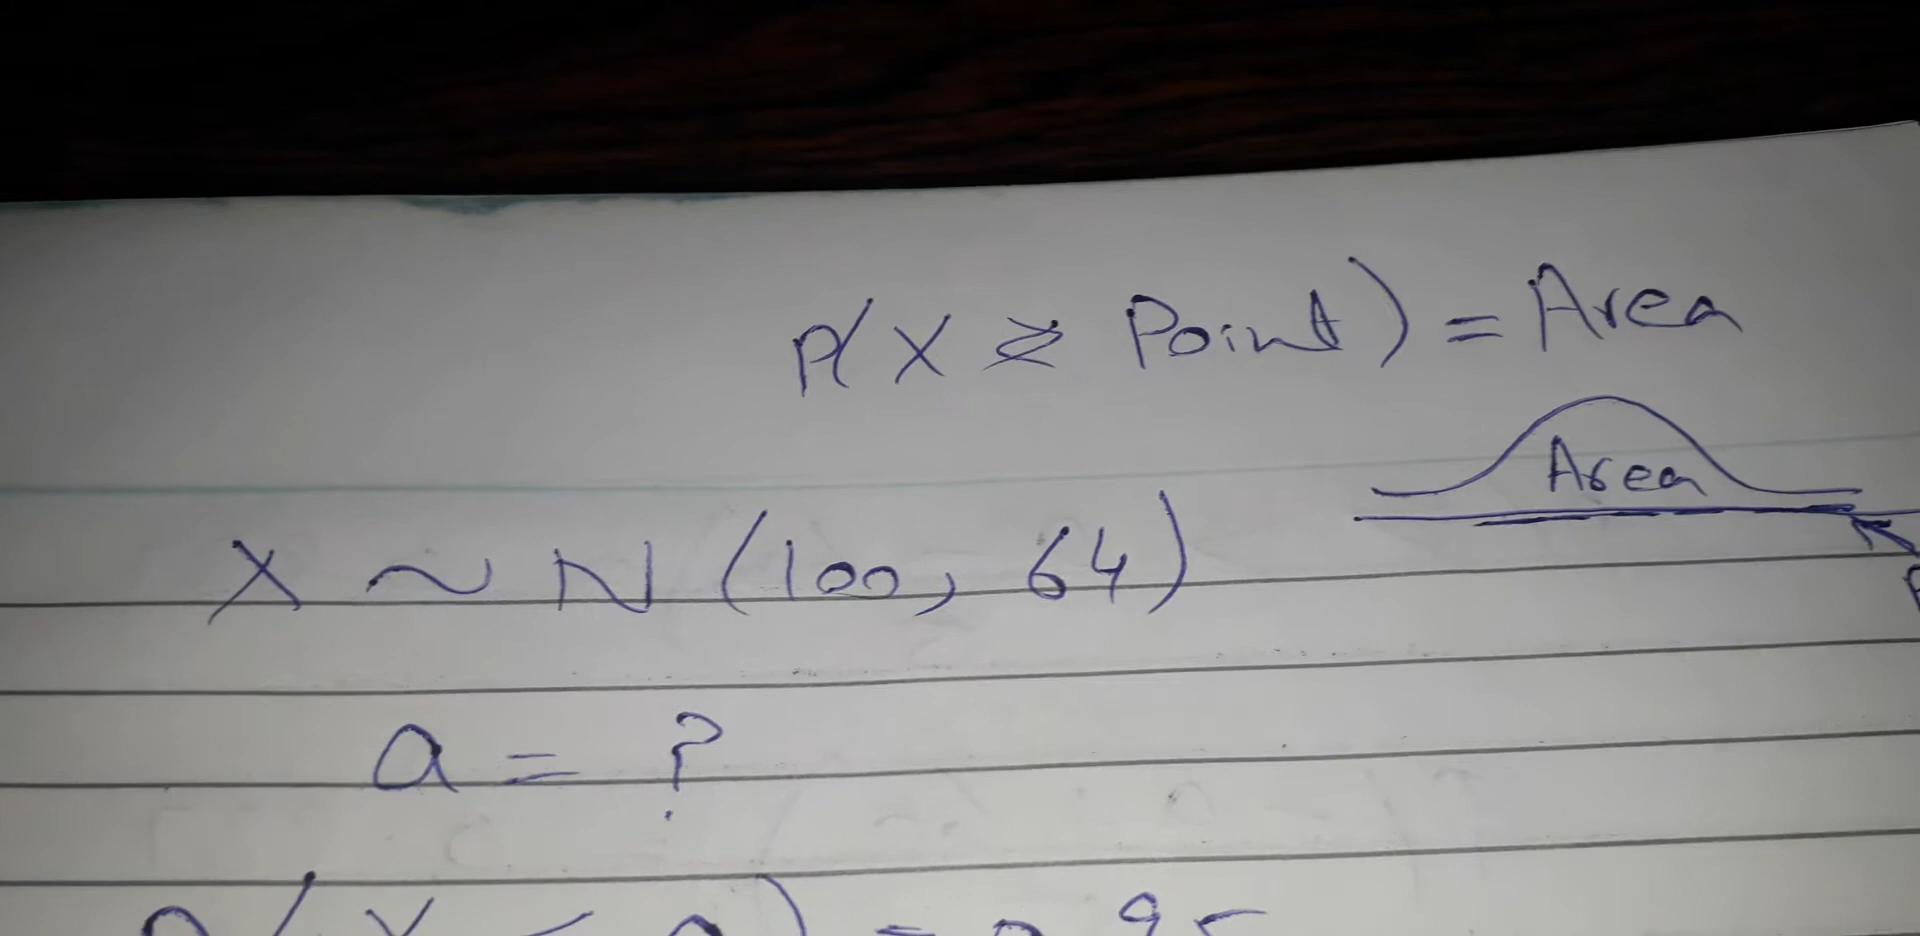 P(X ≥ Point) = Area
Area
X ~ N (100, 64)
a = ?